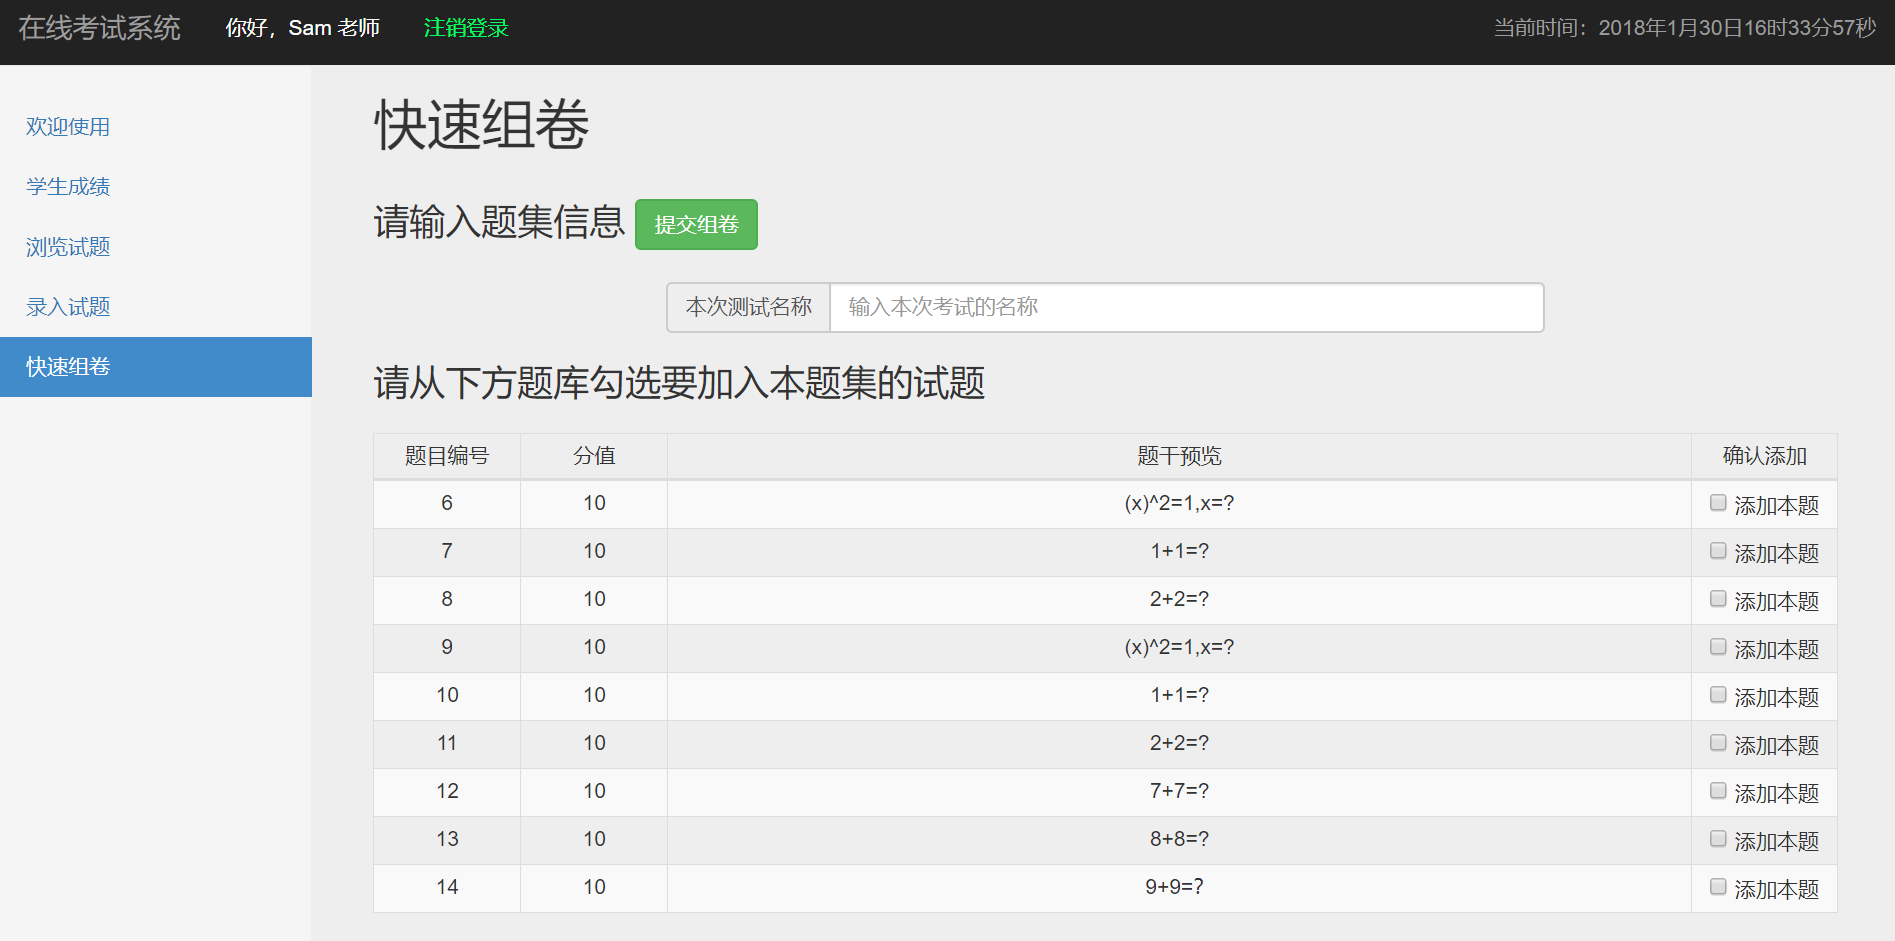 在线考试系统 你好，Sam 老师 注销登录 当前时间：2018年1月30日16时33分57秒
欢迎使用
学生成绩
浏览试题
录入试题
快速组卷
快速组卷
请输入题集信息 提交组卷
本次测试名称 输入本次考试的名称
请从下方题库勾选要加入本题集的试题
题目编号 分值 题干预览 确认添加
6 10 (x)^2=1,x=? 添加本题
7 10 1+1=? 添加本题
8 10 2+2=? 添加本题
9 10 (x)^2=1,x=? 添加本题
10 10 1+1=? 添加本题
11 10 2+2=? 添加本题
12 10 7+7=? 添加本题
13 10 8+8=? 添加本题
14 10 9+9=？ 添加本题